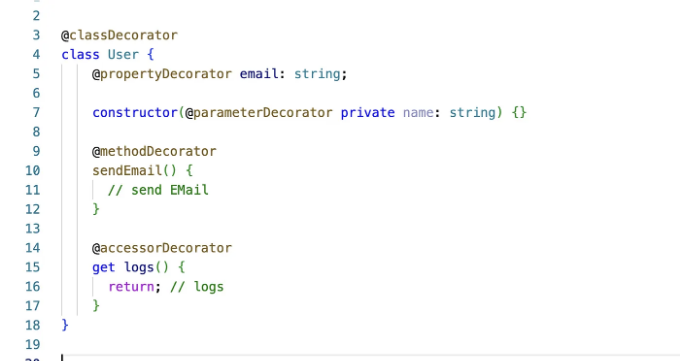 2
3 @classDecorator
4 class User {
5 @propertyDecorator email: string;
6
7 constructor(@parameterDecorator private name: string) {}
8
9 @methodDecorator
10 sendEmail() {
11 // send EMail
12 }
13
14 @accessorDecorator
15 get logs() {
16 return; // logs
17 }
18 }
19